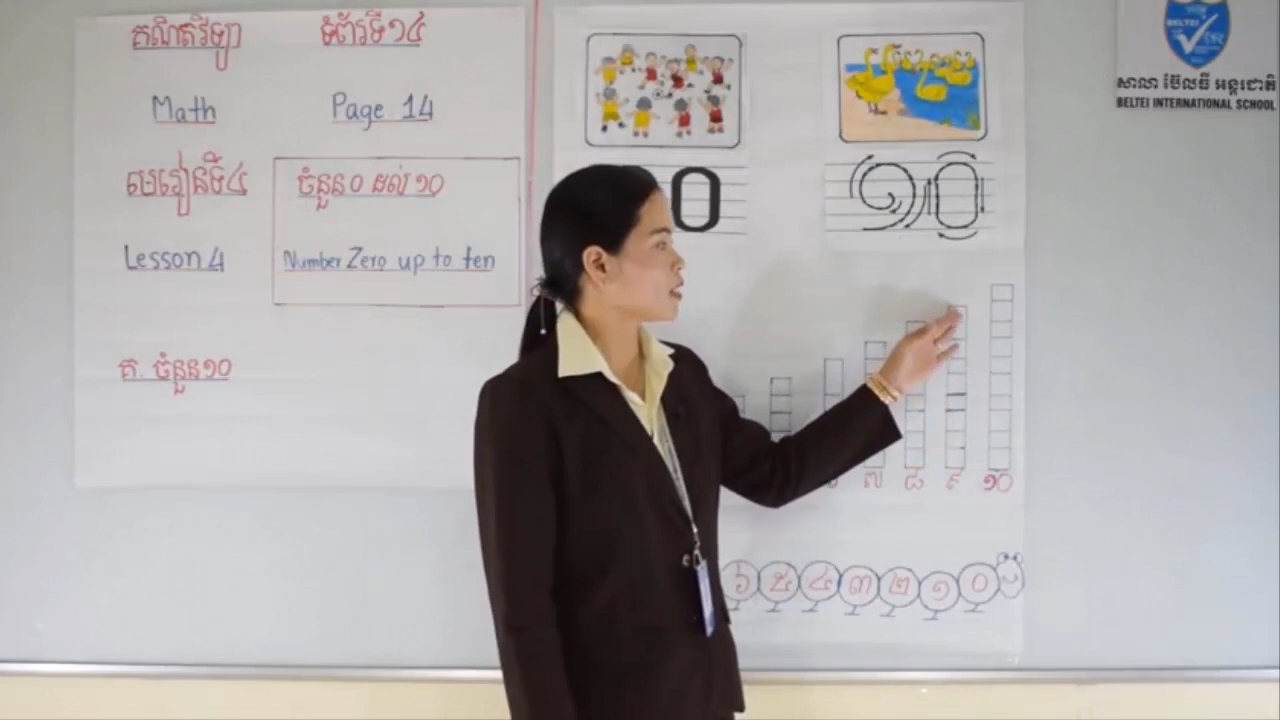 គណិតវិទ្យា ទំព័រទី១៤
Math Page 14
មេរៀនទី៤ ចំនួន០ ដល់ ១០
Lesson 4 Number Zero up to ten
គ. ចំនួន១០
0 ១០
៧ ៨ ៩ ១០
៦ ៥ ៤ ៣ ២ ១ ០
BELTEI
សាលា ប៊ែលធី អន្តរជាតិ
BELTEI INTERNATIONAL SCHOOL